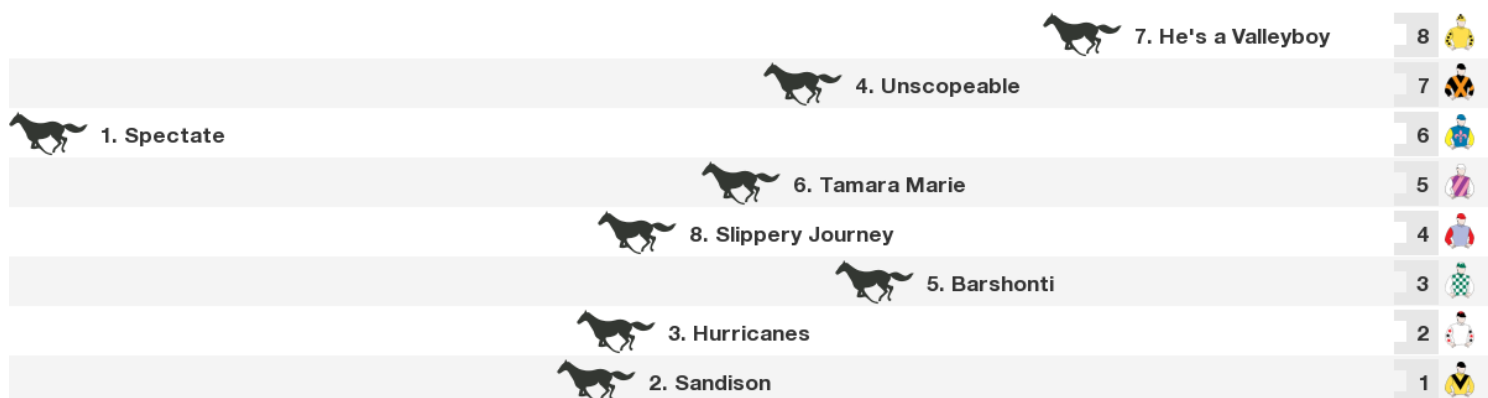 7. He's a Valleyboy 8
4. Unscopeable 7
1. Spectate 6
6. Tamara Marie 5
8. Slippery Journey 4
5. Barshonti 3
3. Hurricanes 2
2. Sandison 1